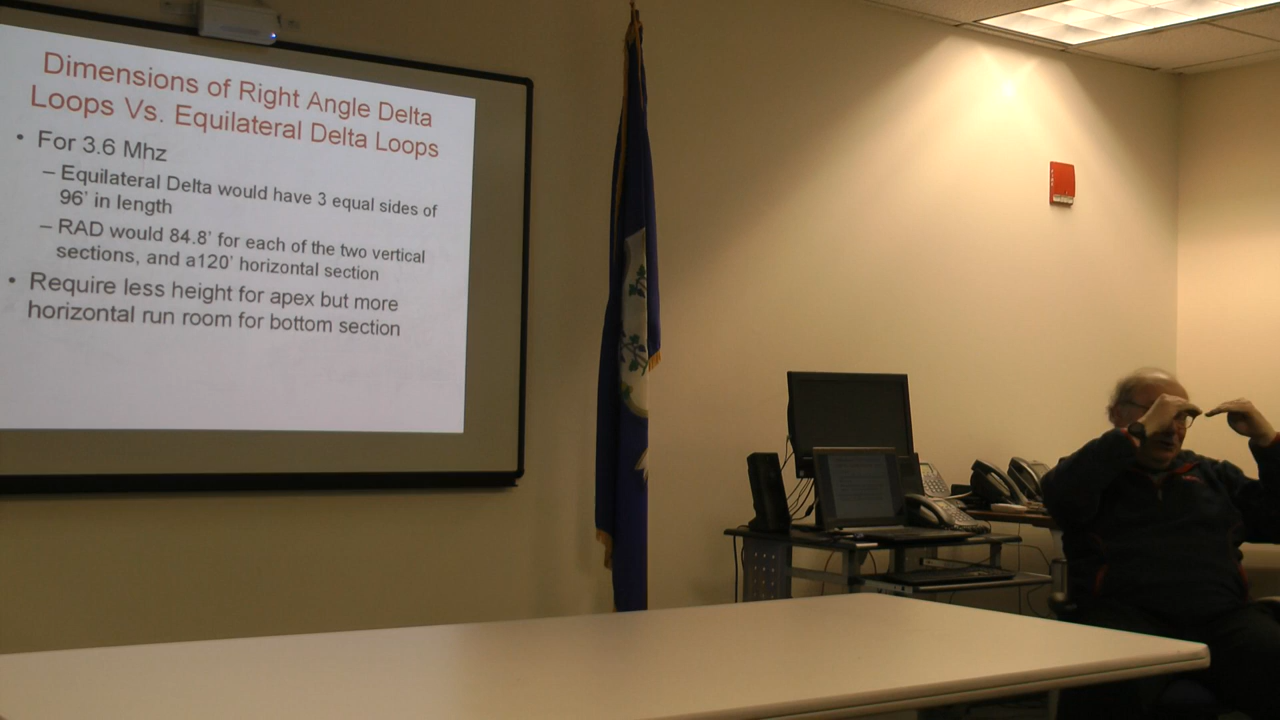 Dimensions of Right Angle Delta
Loops Vs. Equilateral Delta Loops
• For 3.6 Mhz
– Equilateral Delta would have 3 equal sides of
96' in length
– RAD would 84.8' for each of the two vertical
sections, and a120' horizontal section
• Require less height for apex but more
horizontal run room for bottom section